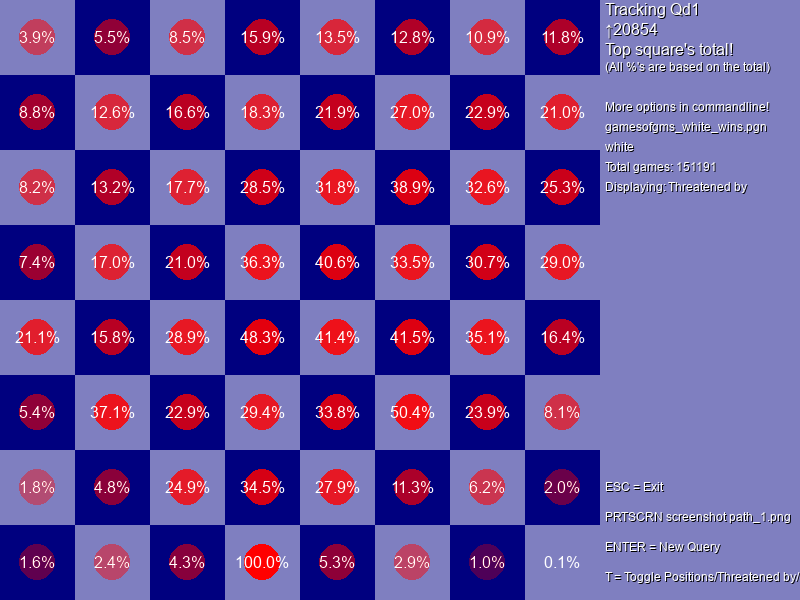 3.9% 5.5% 8.5% 15.9% 13.5% 12.8% 10.9% 11.8%
Tracking Qd1
↑20854
Top square's total!
(All %'s are based on the total)
8.8% 12.6% 16.6% 18.3% 21.9% 27.0% 22.9% 21.0%
More options in commandline!
gamesofgms_white_wins.pgn
white
Total games: 151191
Displaying: Threatened by
8.2% 13.2% 17.7% 28.5% 31.8% 38.9% 32.6% 25.3%
7.4% 17.0% 21.0% 36.3% 40.6% 33.5% 30.7% 29.0%
21.1% 15.8% 28.9% 48.3% 41.4% 41.5% 35.1% 16.4%
5.4% 37.1% 22.9% 29.4% 33.8% 50.4% 23.9% 8.1%
1.8% 4.8% 24.9% 34.5% 27.9% 11.3% 6.2% 2.0%
ESC = Exit
PRTSCRN screenshot path_1.png
1.6% 2.4% 4.3% 100.0% 5.3% 2.9% 1.0% 0.1%
ENTER = New Query
T = Toggle Positions/Threatened by/